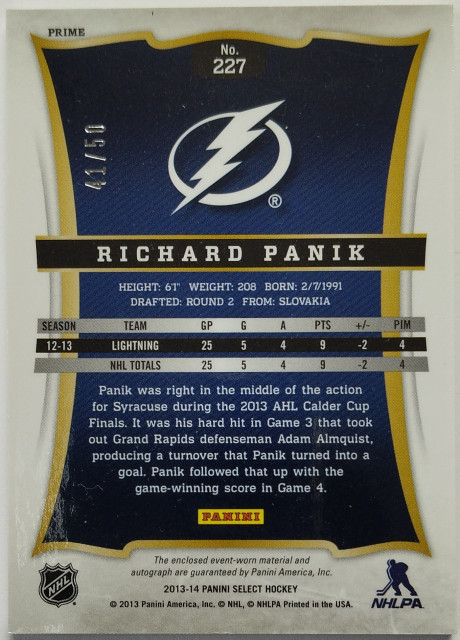 PRIME
No.
227
41/50
®
RICHARD PANIK
HEIGHT: 6'1" WEIGHT: 208 BORN: 2/7/1991
DRAFTED: ROUND 2 FROM: SLOVAKIA
SEASON TEAM GP G A PTS +/- PIM
12-13 LIGHTNING 25 5 4 9 -2 4
NHL TOTALS 25 5 4 9 -2 4
Panik was right in the middle of the action
for Syracuse during the 2013 AHL Calder Cup
Finals. It was his hard hit in Game 3 that took
out Grand Rapids defenseman Adam Almquist,
producing a turnover that Panik turned into a
goal. Panik followed that up with the
game-winning score in Game 4.
PANINI
The enclosed event-worn material and
autograph are guaranteed by Panini America, Inc.
2013-14 PANINI SELECT HOCKEY
© 2013 Panini America, Inc. © NHL, © NHLPA Printed in the USA.
NHL
NHLPA